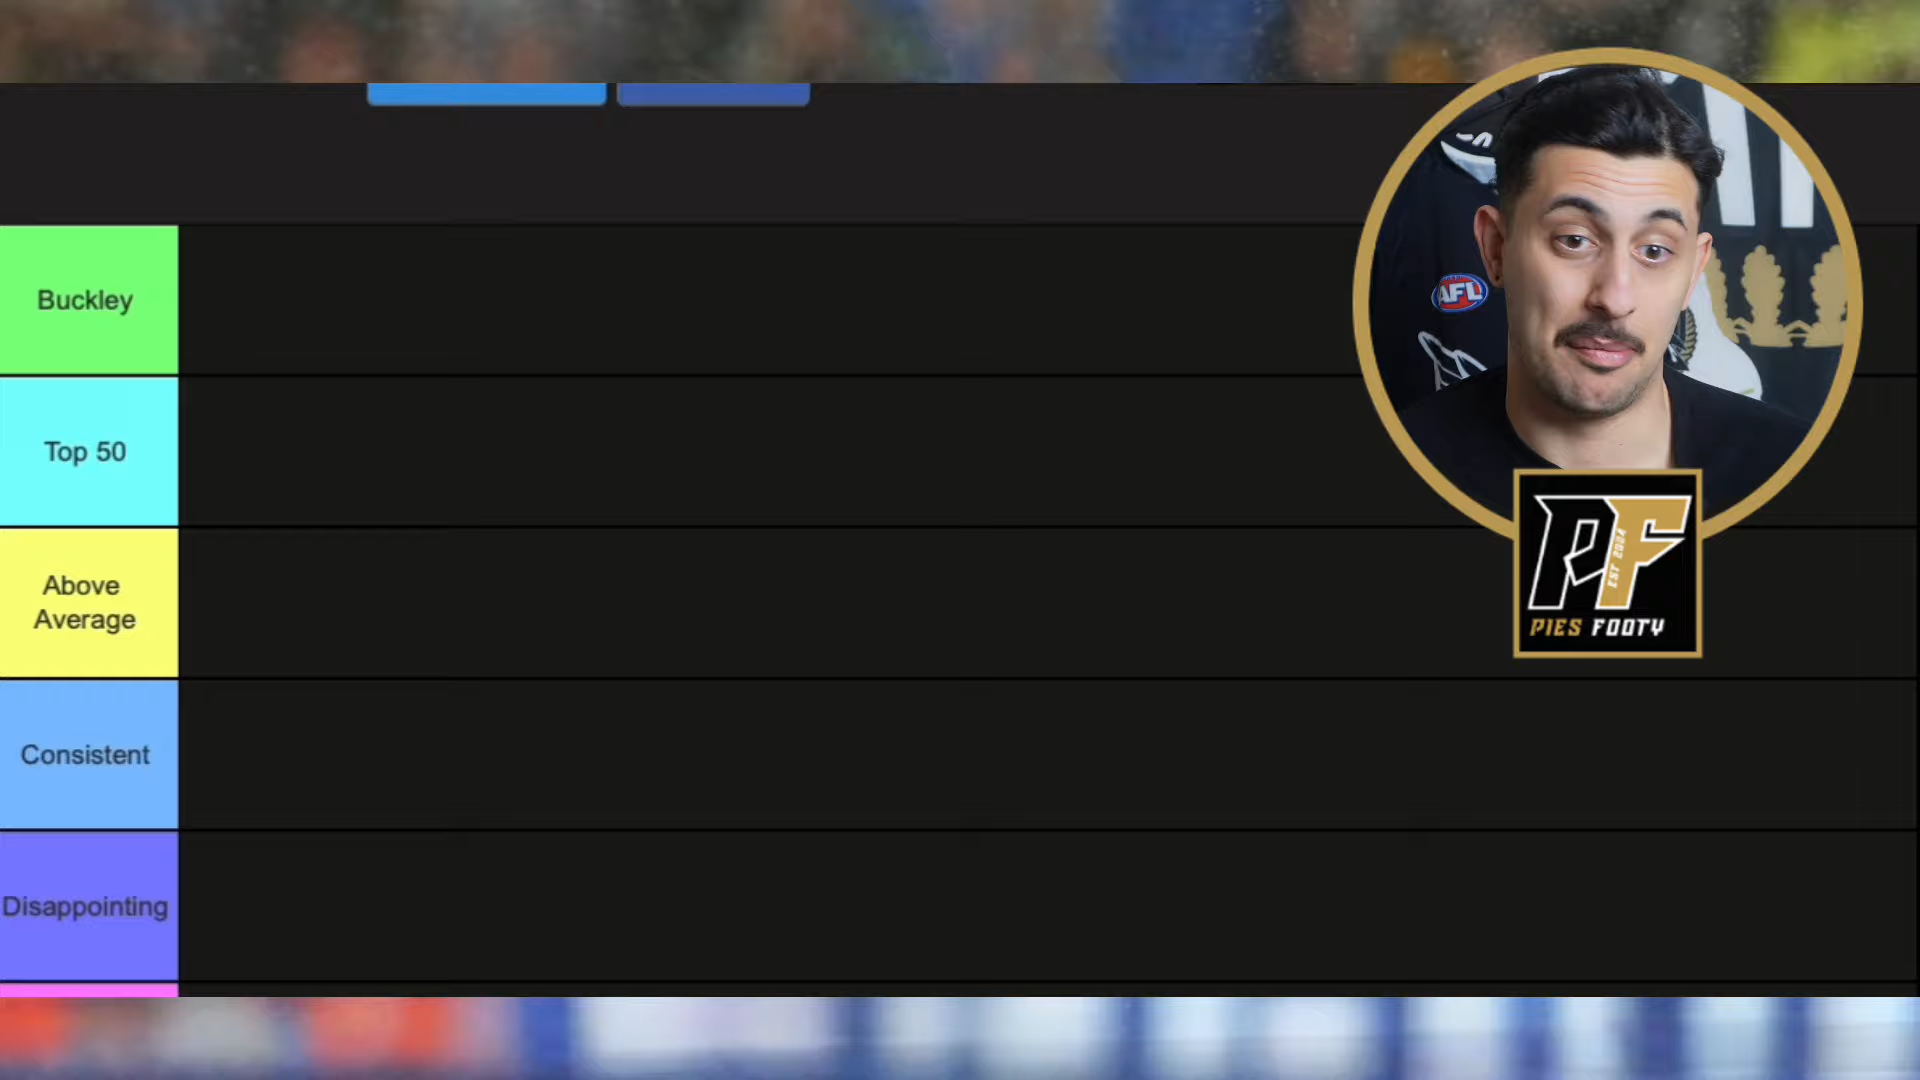 Buckley
Top 50
Above
Average
Consistent
Disappointing
AFL
PF
EST 2024
PIES FOOTY